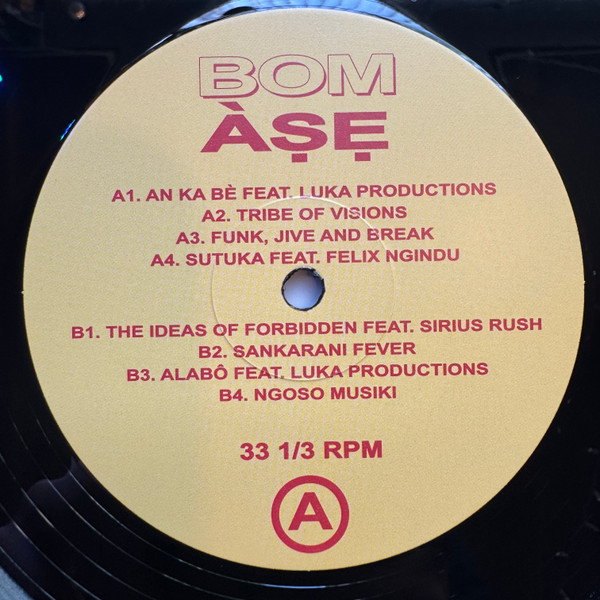 BOM
ÀṢẸ
A1. AN KA BÈ FEAT. LUKA PRODUCTIONS
A2. TRIBE OF VISIONS
A3. FUNK, JIVE AND BREAK
A4. SUTUKA FEAT. FELIX NGINDU
B1. THE IDEAS OF FORBIDDEN FEAT. SIRIUS RUSH
B2. SANKARANI FEVER
B3. ALABÔ FEAT. LUKA PRODUCTIONS
B4. NGOSO MUSIKI
33 1/3 RPM
A